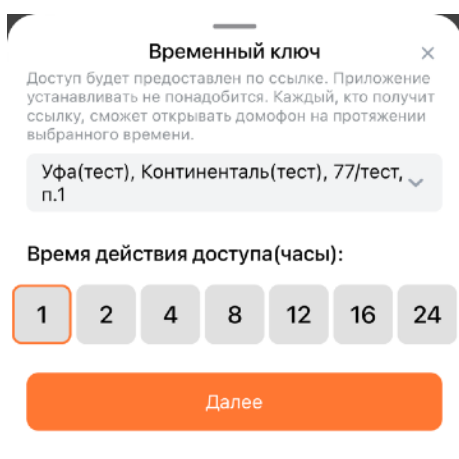 Временный ключ
Доступ будет предоставлен по ссылке. Приложение
устанавливать не понадобится. Каждый, кто получит
ссылку, сможет открывать домофон на протяжении
выбранного времени.
Уфа(тест), Континенталь(тест), 77/тест,
п.1
Время действия доступа(часы):
1 2 4 8 12 16 24
Далее